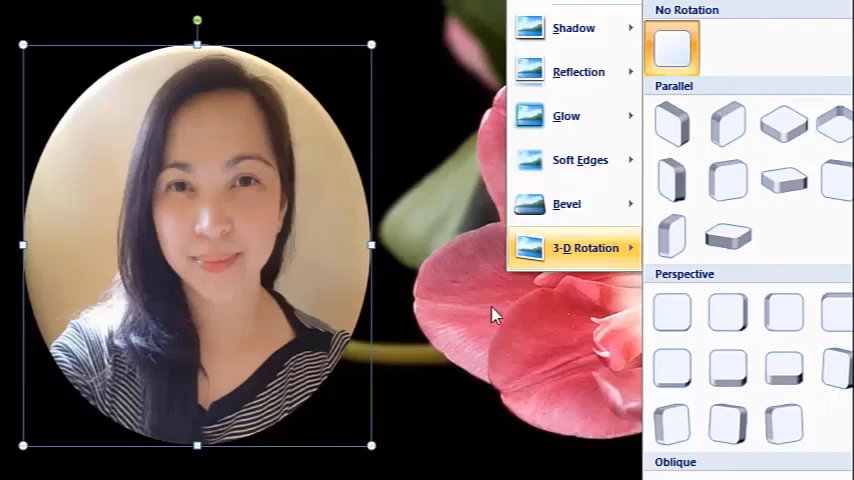 No Rotation
Shadow
Reflection
Parallel
Glow
Soft Edges
Bevel
3-D Rotation
Perspective
Oblique